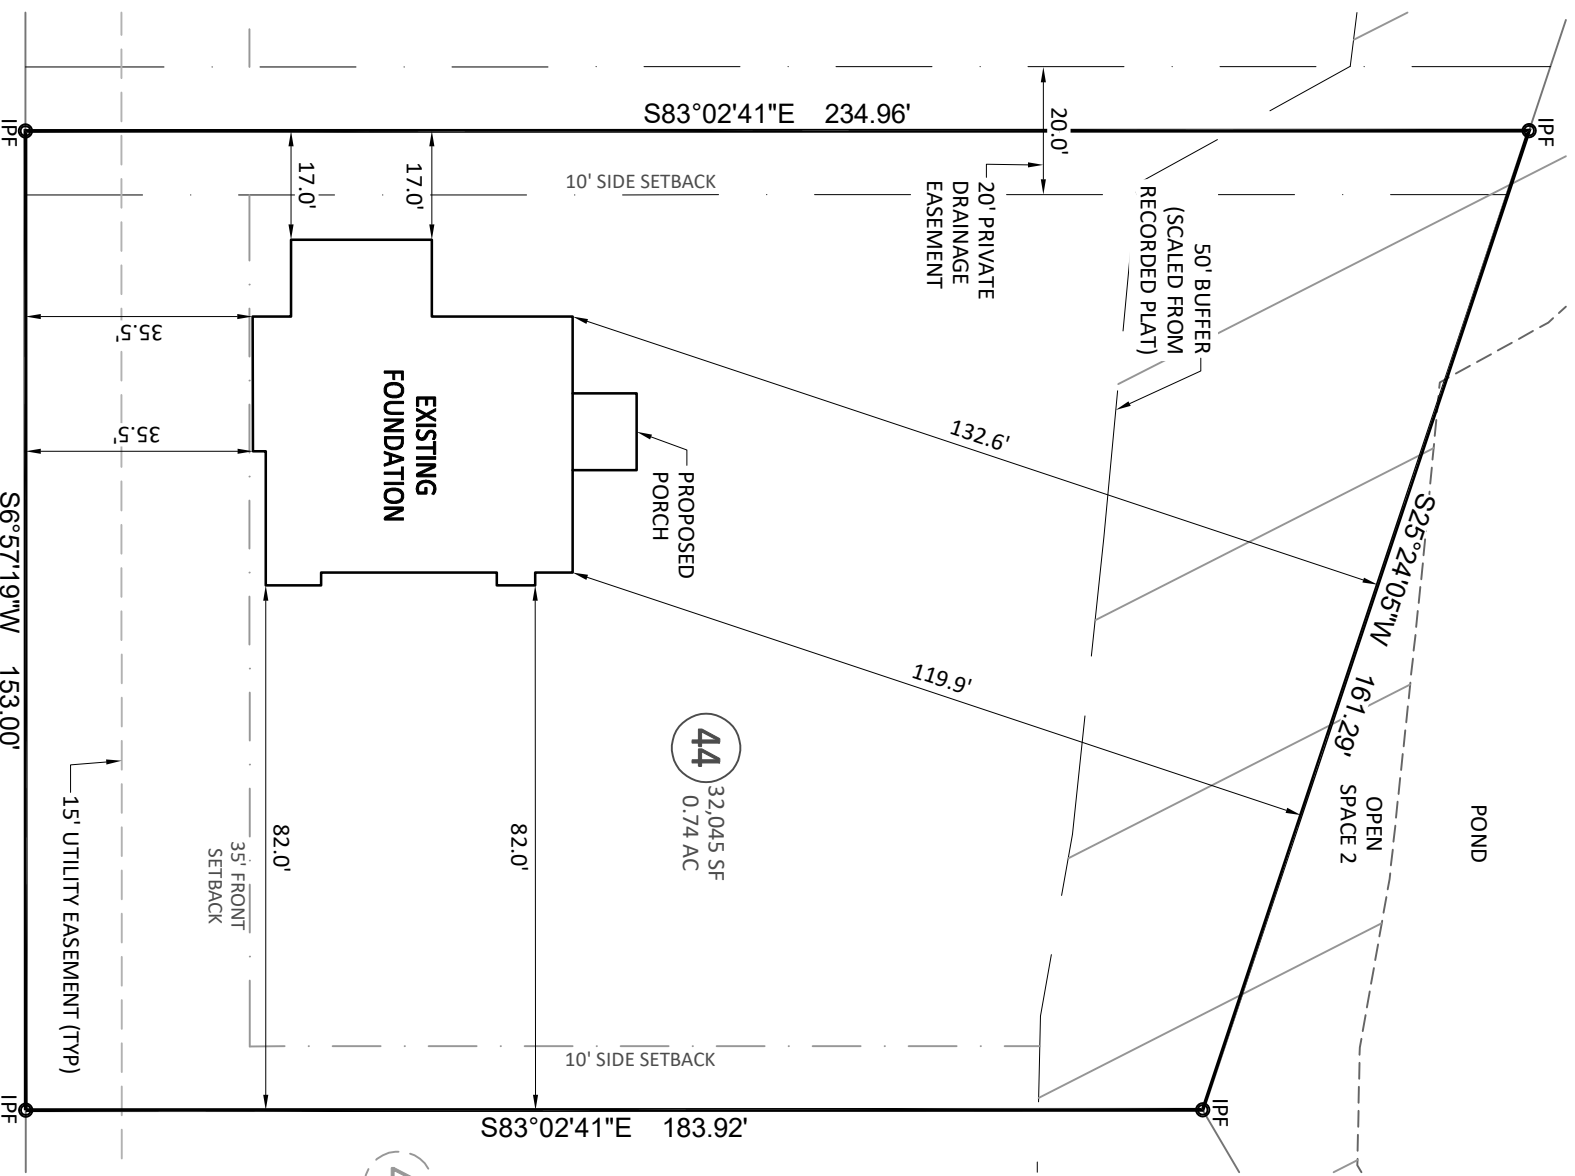 IPF
IPF
S83°02'41"E 234.96'
20.0'
17.0'
17.0'
10' SIDE SETBACK
20' PRIVATE
DRAINAGE
EASEMENT
50' BUFFER
(SCALED FROM
RECORDED PLAT)
35.5'
35.5'
EXISTING
FOUNDATION
PROPOSED
PORCH
132.6'
119.9'
S25°24'05"W 161.29'
OPEN
SPACE 2
POND
S6°57'19"W 153.00'
44
32,045 SF
0.74 AC
82.0'
82.0'
35' FRONT
SETBACK
15' UTILITY EASEMENT (TYP)
10' SIDE SETBACK
S83°02'41"E 183.92'
IPF
IPF